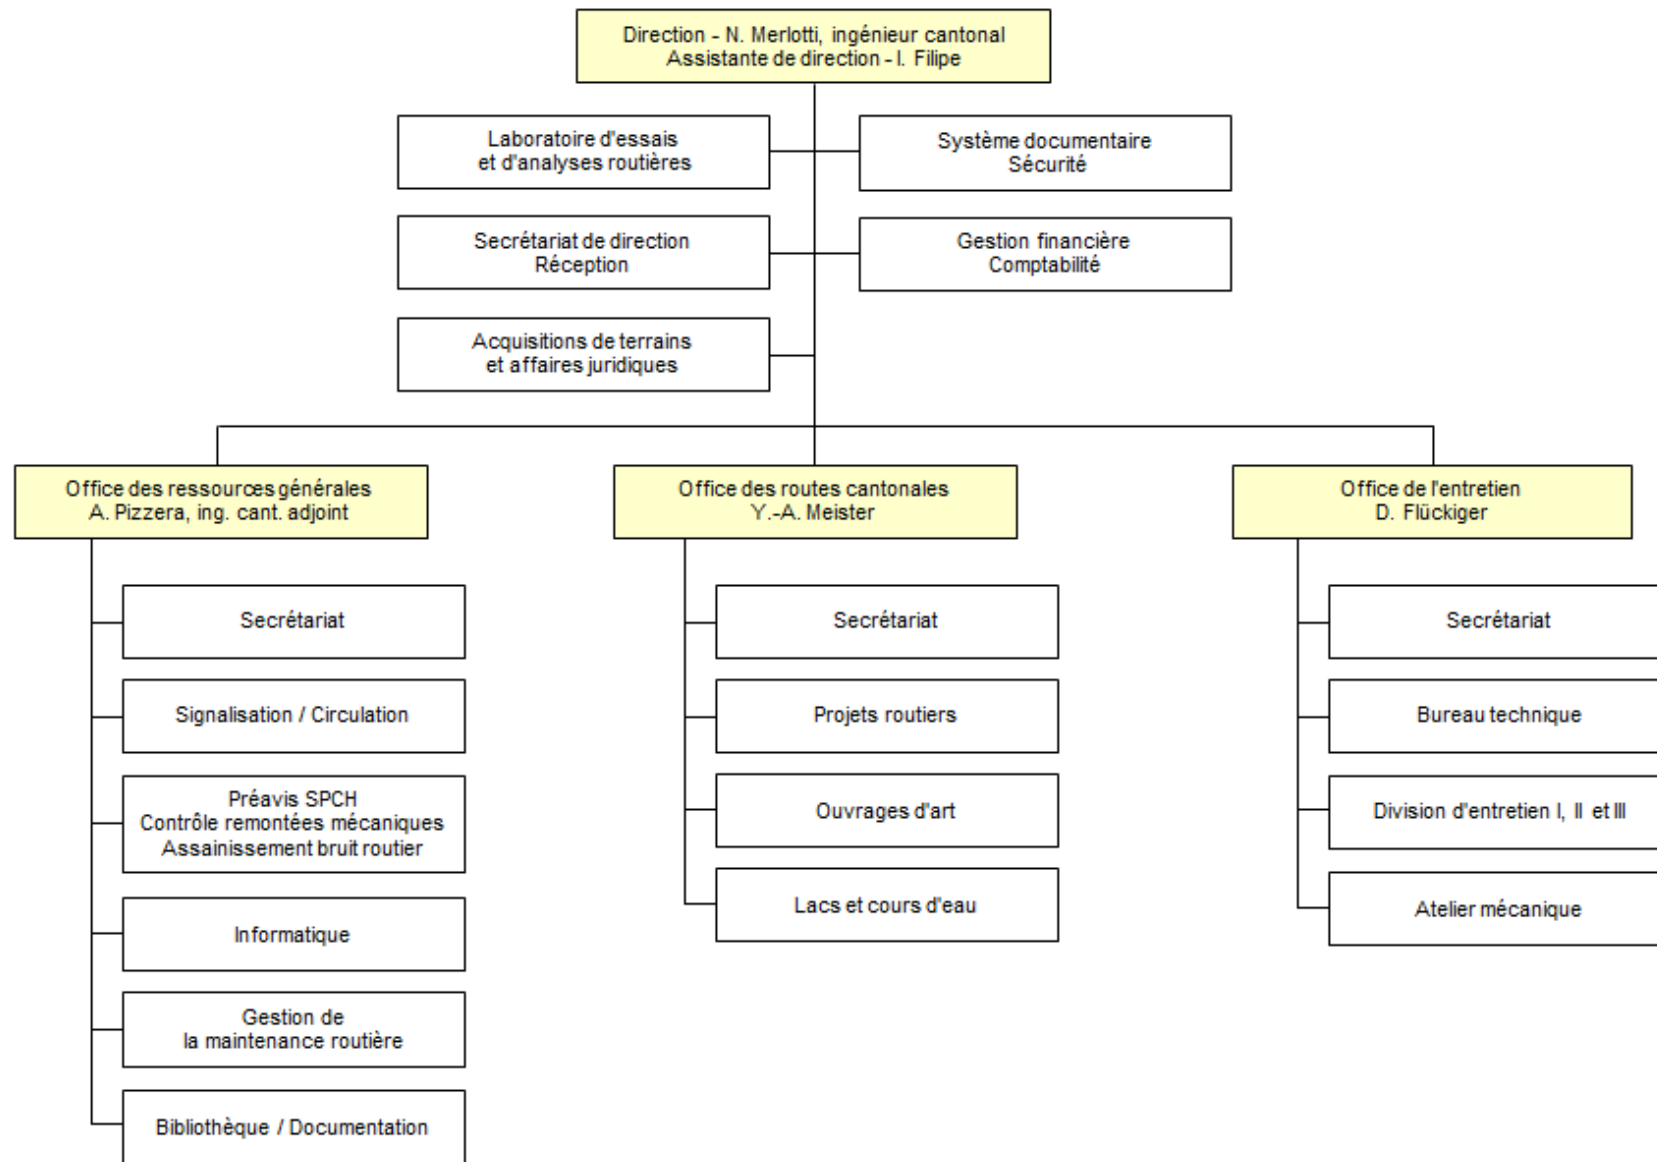 Direction - N. Merlotti, ingénieur cantonal
Assistante de direction - I. Filipe
Laboratoire d'essais
et d'analyses routières
Système documentaire
Sécurité
Secrétariat de direction
Réception
Gestion financière
Comptabilité
Acquisitions de terrains
et affaires juridiques
Office des ressources générales
A. Pizzera, ing. cant. adjoint
Secrétariat
Signalisation / Circulation
Préavis SPCH
Contrôle remontées mécaniques
Assainissement bruit routier
Informatique
Gestion de
la maintenance routière
Bibliothèque / Documentation
Office des routes cantonales
Y.-A. Meister
Secrétariat
Projets routiers
Ouvrages d'art
Lacs et cours d'eau
Office de l'entretien
D. Flückiger
Secrétariat
Bureau technique
Division d'entretien I, II et III
Atelier mécanique